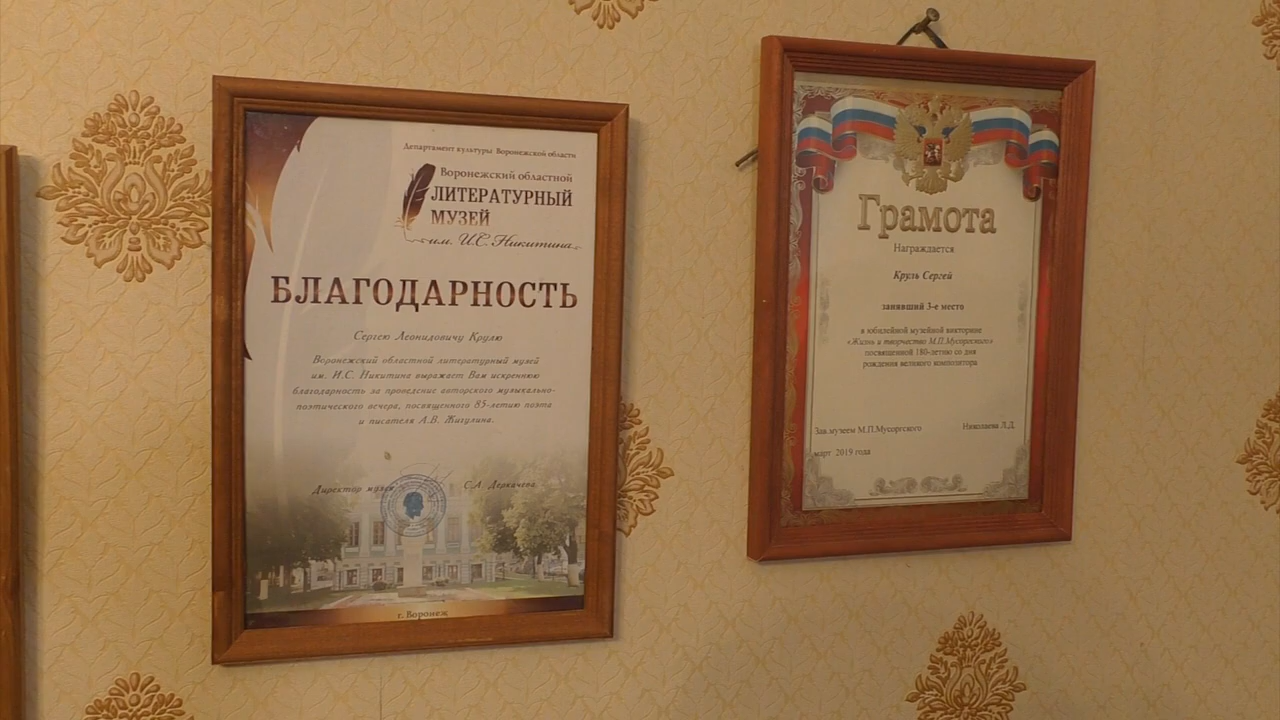 Департамент культуры Воронежской области
Воронежский областной
ЛИТЕРАТУРНЫЙ
МУЗЕЙ
им. И.С. Никитина
БЛАГОДАРНОСТЬ
Сергею Леонидовичу Крулю
Воронежский областной литературный музей
им. И.С. Никитина выражает Вам искреннюю
благодарность за проведение авторского музыкально-
поэтического вечера, посвященного 85-летию поэта
и писателя А.В. Жигулина.
Директор музея
С.А. Деркачева
г. Воронеж
Грамота
Награждается
Круль Сергей
занявший 3-е место
в юбилейной музейной викторине
«Жизнь и творчество М.П.Мусоргского»
посвященной 180-летию со дня
рождения великого композитора
Зав.музеем М.П.Мусоргского
Николаева Л.Д.
март 2019 года